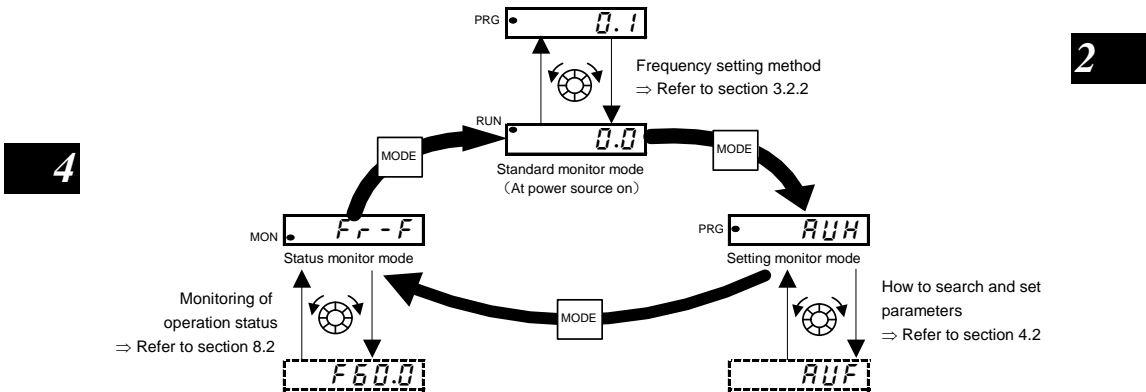 PRG 0.1
2
Frequency setting method
⇒ Refer to section 3.2.2
RUN 0.0
4
MODE
MODE
Standard monitor mode
（At power source on）
MON Fr-F
PRG AUH
Status monitor mode
Setting monitor mode
Monitoring of
operation status
⇒ Refer to section 8.2
MODE
How to search and set
parameters
⇒ Refer to section 4.2
F60.0
AUF